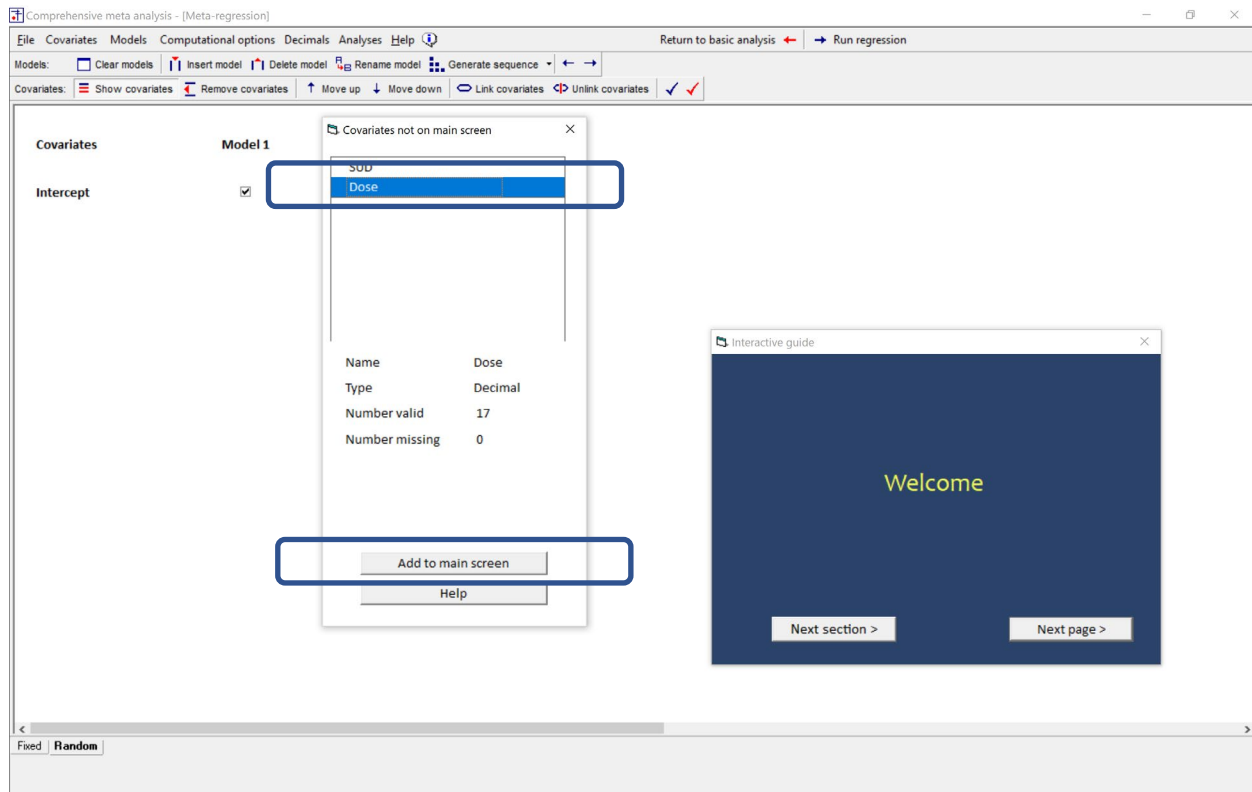 Comprehensive meta analysis - [Meta-regression]
File Covariates Models Computational options Decimals Analyses Help Return to basic analysis Run regression
Models: Clear models Insert model Delete model Rename model Generate sequence
Covariates: Show covariates Remove covariates Move up Move down Link covariates Unlink covariates
Covariates not on main screen
Covariates Model 1
SUD
Dose
Intercept
Name Dose
Type Decimal
Number valid 17
Number missing 0
Add to main screen
Help
Interactive guide
Welcome
Next section >
Next page >
Fixed Random